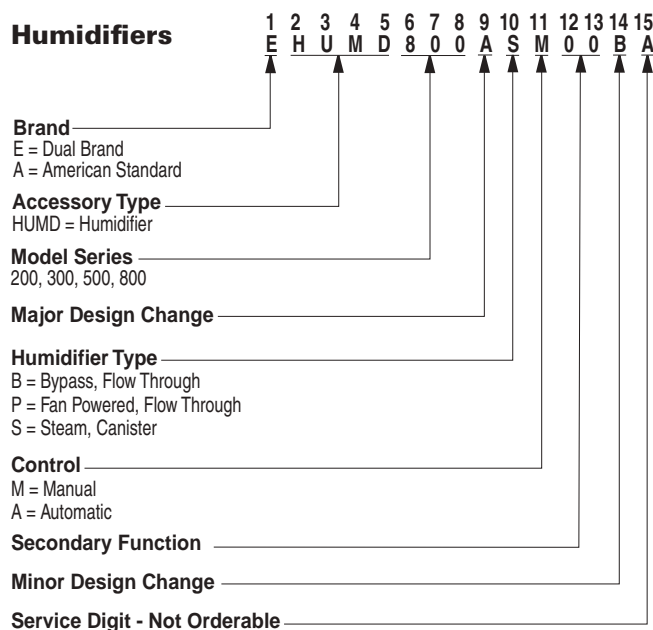 Humidifiers
1 2 3 4 5 6 7 8 9 10 11 12 13 14 15
E H U M D 8 0 0 A S M 0 0 B A
Brand
E = Dual Brand
A = American Standard
Accessory Type
HUMD = Humidifier
Model Series
200, 300, 500, 800
Major Design Change
Humidifier Type
B = Bypass, Flow Through
P = Fan Powered, Flow Through
S = Steam, Canister
Control
M = Manual
A = Automatic
Secondary Function
Minor Design Change
Service Digit - Not Orderable